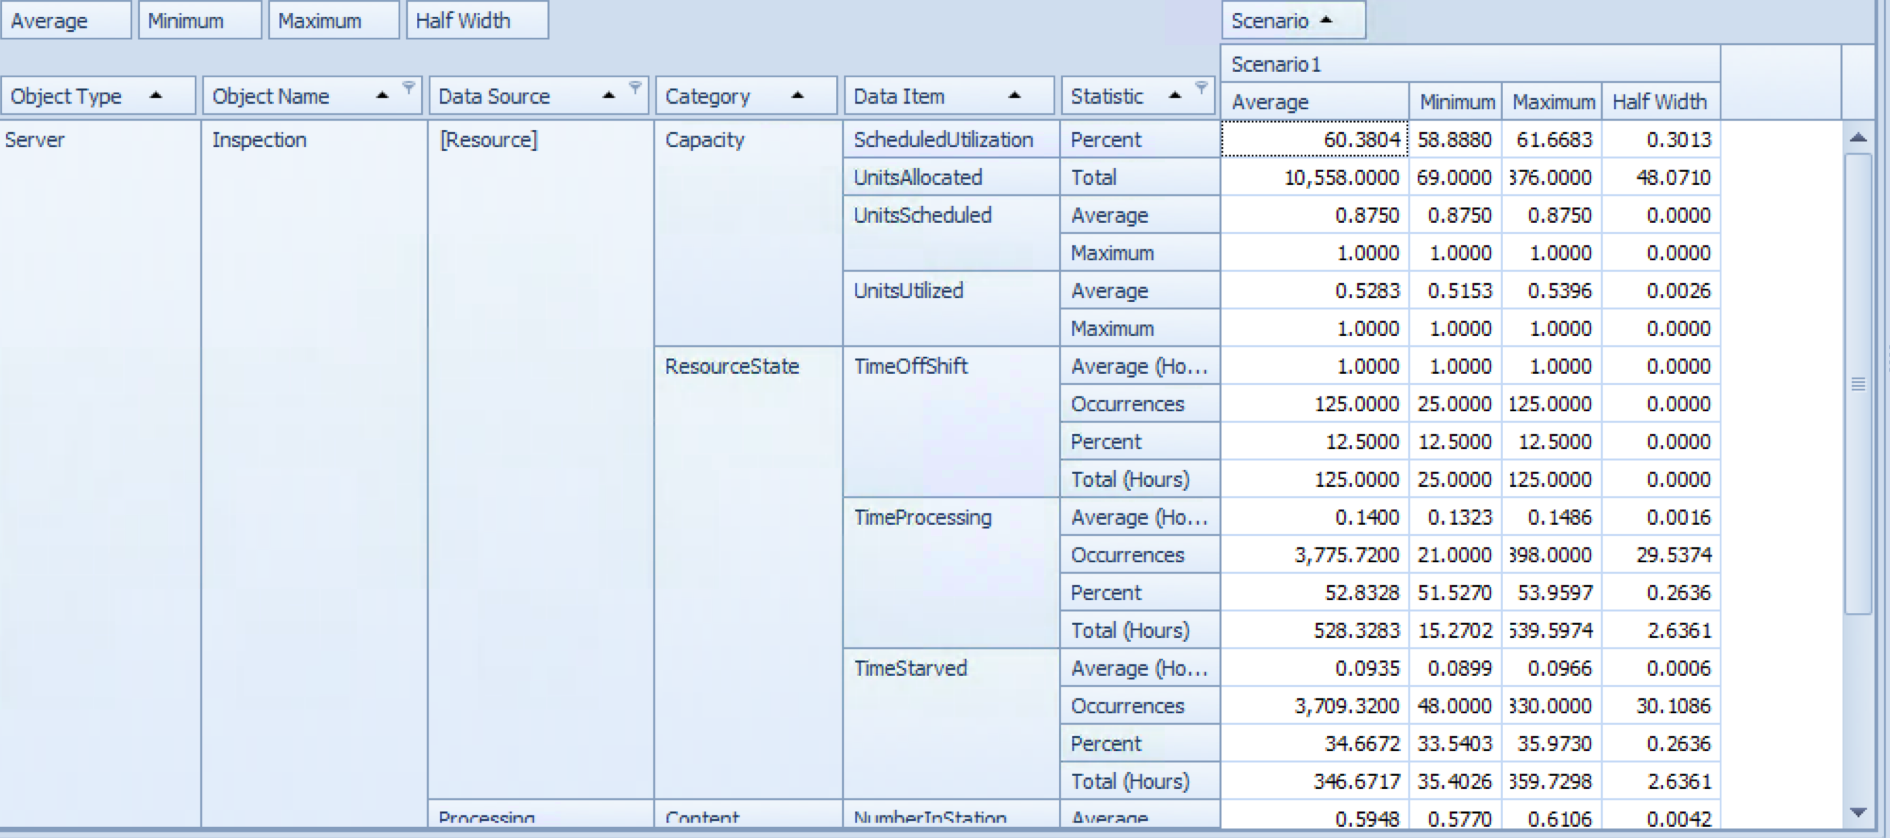 Average Minimum Maximum Half Width Scenario
Scenario1
Object Type Object Name Data Source Category Data Item Statistic Average Minimum Maximum Half Width
Server Inspection [Resource] Capacity ScheduledUtilization Percent 60.3804 58.8880 61.6683 0.3013
UnitsAllocated Total 10,558.0000 69.0000 376.0000 48.0710
UnitsScheduled Average 0.8750 0.8750 0.8750 0.0000
Maximum 1.0000 1.0000 1.0000 0.0000
UnitsUtilized Average 0.5283 0.5153 0.5396 0.0026
Maximum 1.0000 1.0000 1.0000 0.0000
ResourceState TimeOffShift Average (Ho... 1.0000 1.0000 1.0000 0.0000
Occurrences 125.0000 25.0000 125.0000 0.0000
Percent 12.5000 12.5000 12.5000 0.0000
Total (Hours) 125.0000 25.0000 125.0000 0.0000
TimeProcessing Average (Ho... 0.1400 0.1323 0.1486 0.0016
Occurrences 3,775.7200 21.0000 898.0000 29.5374
Percent 52.8328 51.5270 53.9597 0.2636
Total (Hours) 528.3283 15.2702 539.5974 2.6361
TimeStarved Average (Ho... 0.0935 0.0899 0.0966 0.0006
Occurrences 3,709.3200 48.0000 830.0000 30.1086
Percent 34.6672 33.5403 35.9730 0.2636
Total (Hours) 346.6717 35.4026 359.7298 2.6361
Processing Content NumberInStation Average 0.5948 0.5770 0.6106 0.0042